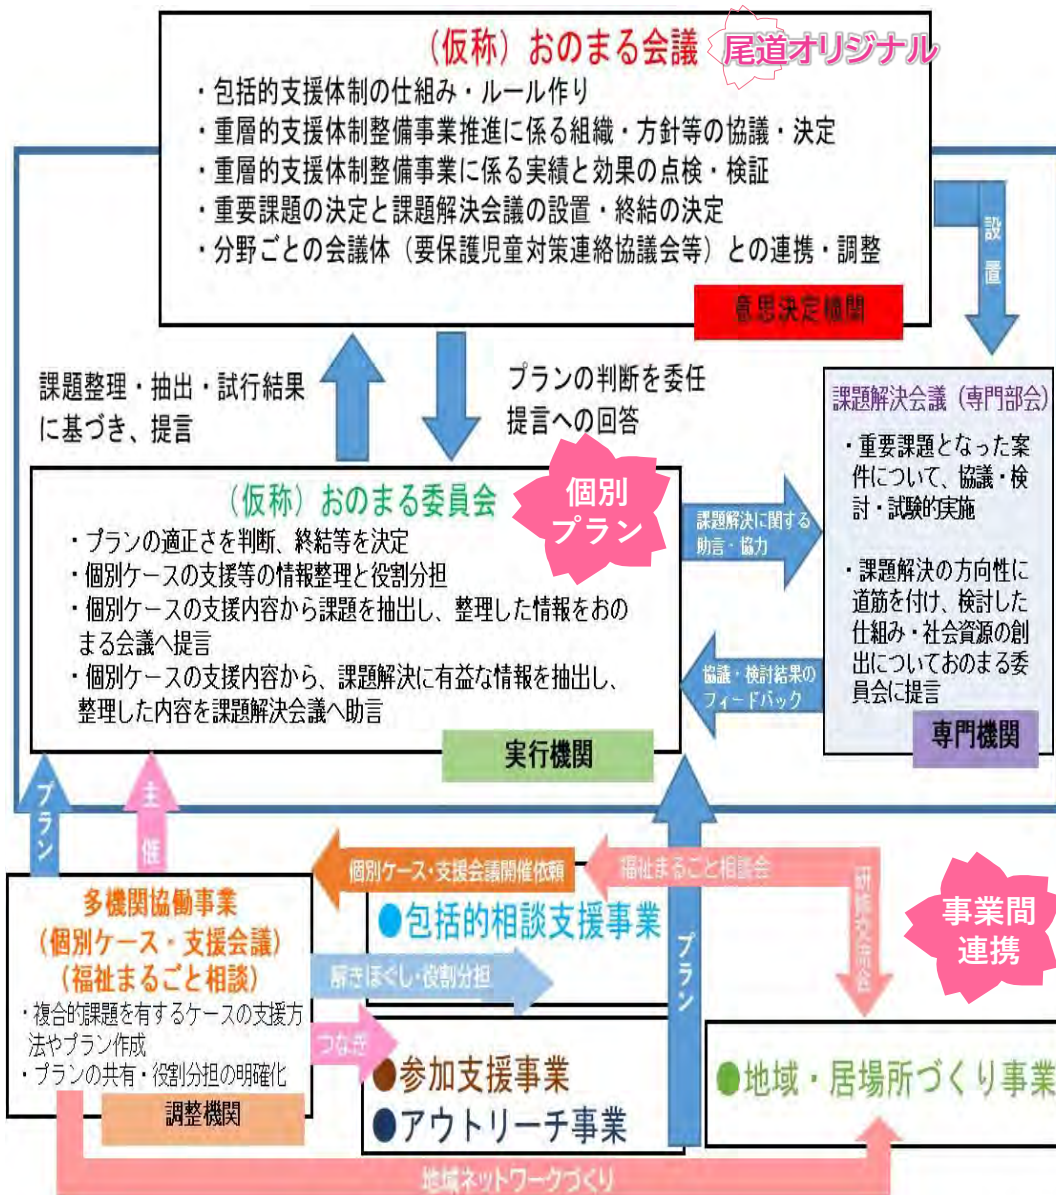 (仮称)おのまる会議
尾道オリジナル
・包括的支援体制の仕組み・ルール作り
・重層的支援体制整備事業推進に係る組織・方針等の協議・決定
・重層的支援体制整備事業に係る実績と効果の点検・検証
・重要課題の決定と課題解決会議の設置・終結の決定
・分野ごとの会議体(要保護児童対策連絡協議会等)との連携・調整
意思決定機関
設置
課題整理・抽出・試行結果
に基づき、提言
プランの判断を委任
提言への回答
課題解決会議(専門部会)
・重要課題となった案
件について、協議・検
討・試験的実施
・課題解決の方向性に
道筋を付け、検討した
仕組み・社会資源の創
出についておのまる委
員会に提言
専門機関
(仮称)おのまる委員会
個別
プラン
・プランの適正さを判断、終結等を決定
・個別ケースの支援等の情報整理と役割分担
・個別ケースの支援内容から課題を抽出し、整理した情報をおの
まる会議へ提言
・個別ケースの支援内容から、課題解決に有益な情報を抽出し、
整理した内容を課題解決会議へ助言
実行機関
課題解決に関する
助言・協力
協議・検討結果の
フィードバック
プラン
主催
個別ケース・支援会議開催依頼
福祉まるごと相談会
研修交流会
事業間
連携
多機関協働事業
(個別ケース・支援会議)
(福祉まるごと相談)
・複合的課題を有するケースの支援方
法やプラン作成
・プランの共有・役割分担の明確化
調整機関
●包括的相談支援事業
解きほぐし・役割分担
つなぎ
プラン
●参加支援事業
●アウトリーチ事業
●地域・居場所づくり事業
地域ネットワークづくり